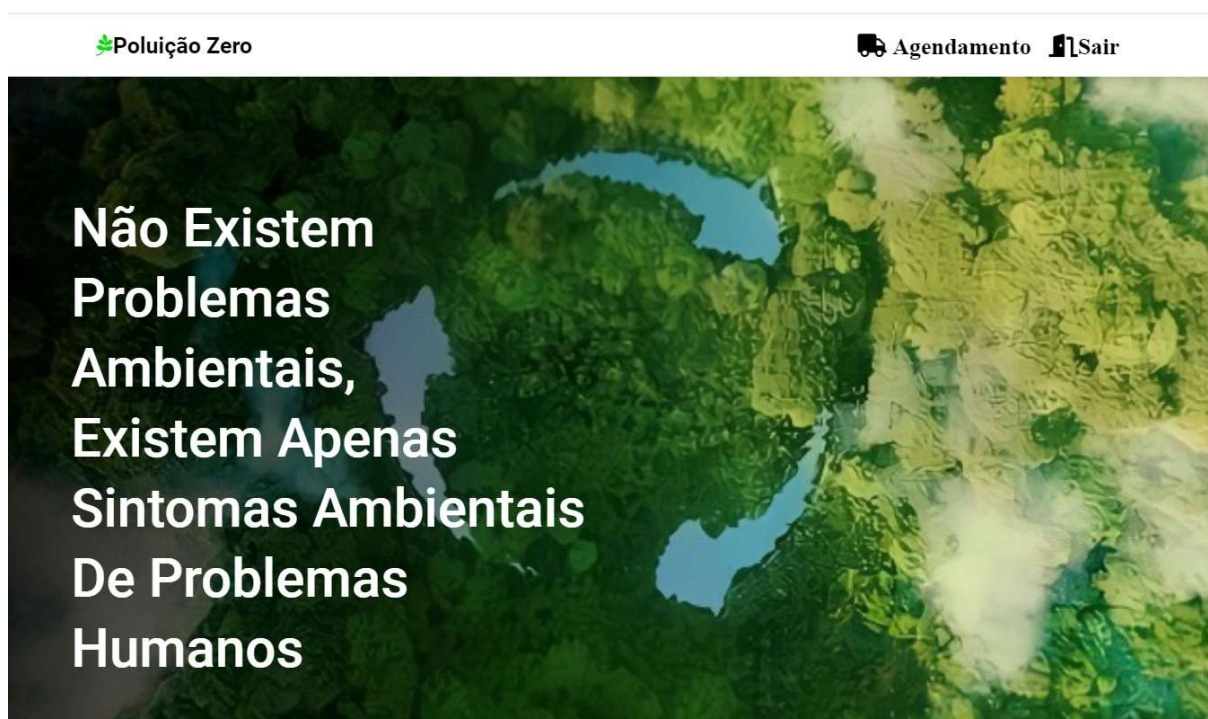 Poluição Zero
Agendamento Sair
Não Existem
Problemas
Ambientais,
Existem Apenas
Sintomas Ambientais
De Problemas
Humanos